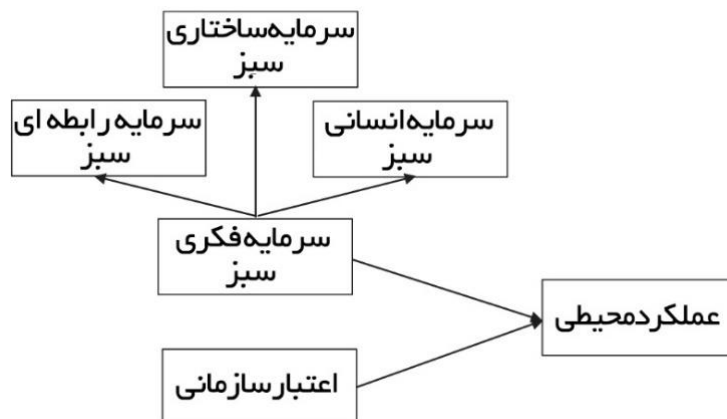 سرمایه‌ساختاری
سبز
سرمایه‌انسانی
سبز
سرمایه رابطه ای
سبز
سرمایه‌فکری
سبز
عملکردمحیطی
اعتبارسازمانی